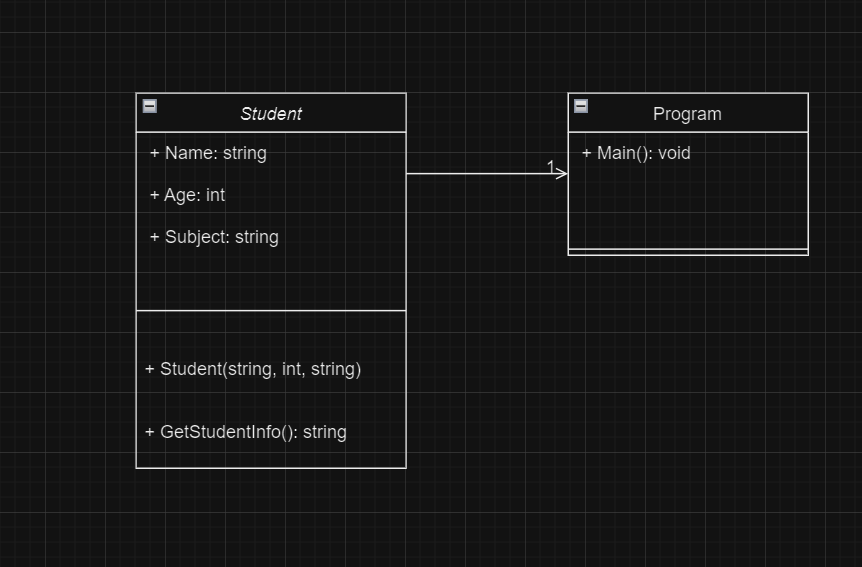 Student
+ Name: string
+ Age: int
+ Subject: string
+ Student(string, int, string)
+ GetStudentInfo(): string
1
Program
+ Main(): void